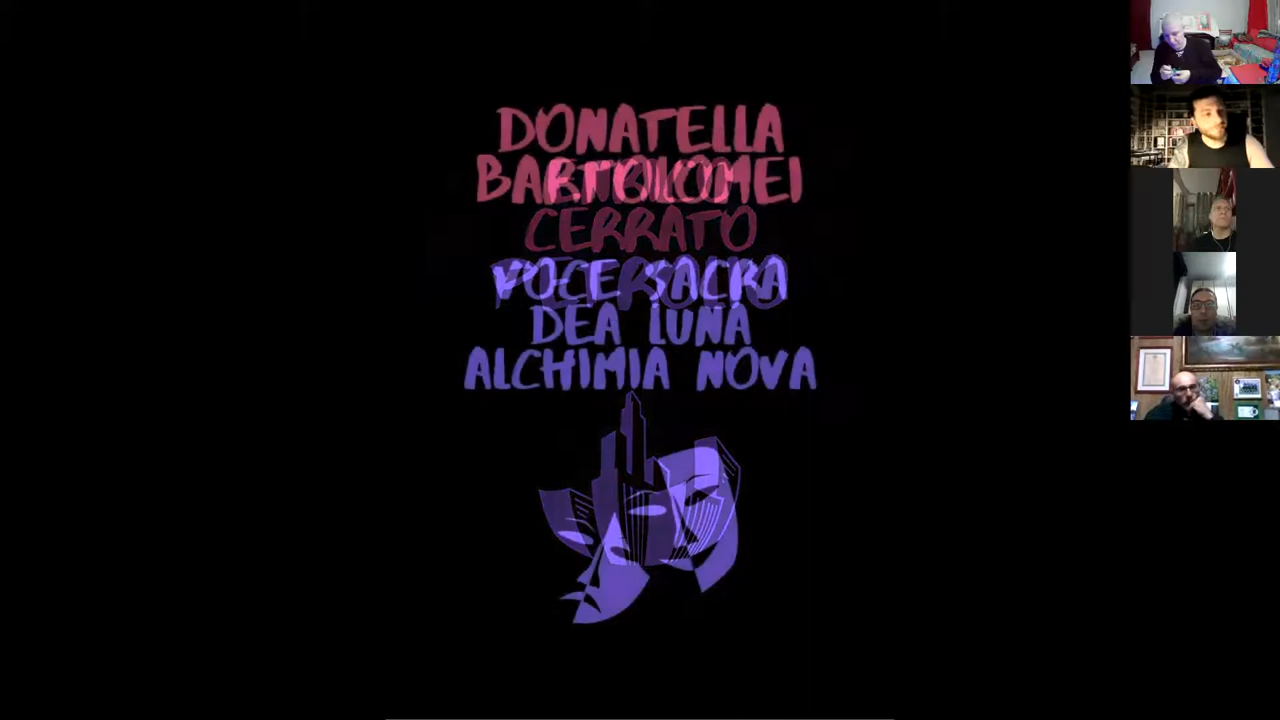 DONATELLA
BARTOLOMEI
CERRATO
VOCE SACRA
DEA LUNA
ALCHIMIA NOVA